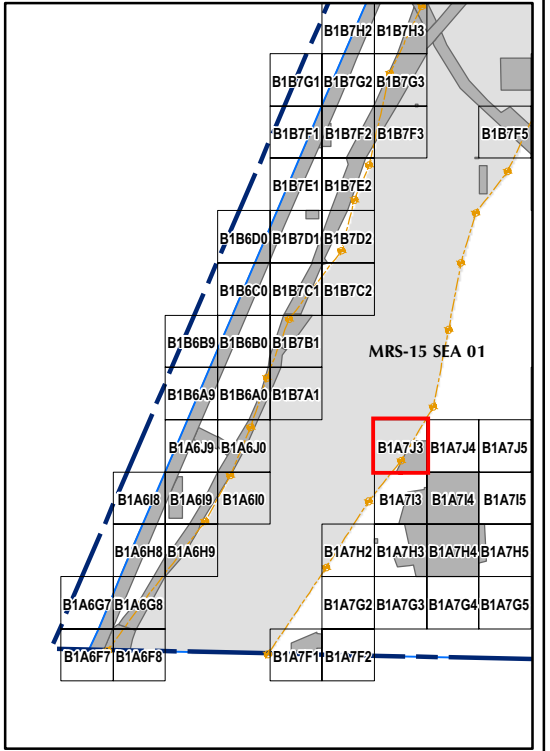 B1B7H2 B1B7H3
B1B7G1 B1B7G2 B1B7G3
B1B7F1 B1B7F2 B1B7F3 B1B7F5
B1B7E1 B1B7E2
B1B6D0 B1B7D1 B1B7D2
B1B6C0 B1B7C1 B1B7C2
B1B6B9 B1B6B0 B1B7B1
MRS-15 SEA 01
B1B6A9 B1B6A0 B1B7A1
B1A6J9 B1A6J0 B1A7J3 B1A7J4 B1A7J5
B1A6I8 B1A6I9 B1A6I0 B1A7I3 B1A7I4 B1A7I5
B1A6H8 B1A6H9 B1A7H2 B1A7H3 B1A7H4 B1A7H5
B1A6G7 B1A6G8 B1A7G2 B1A7G3 B1A7G4 B1A7G5
B1A6F7 B1A6F8 B1A7F1 B1A7F2